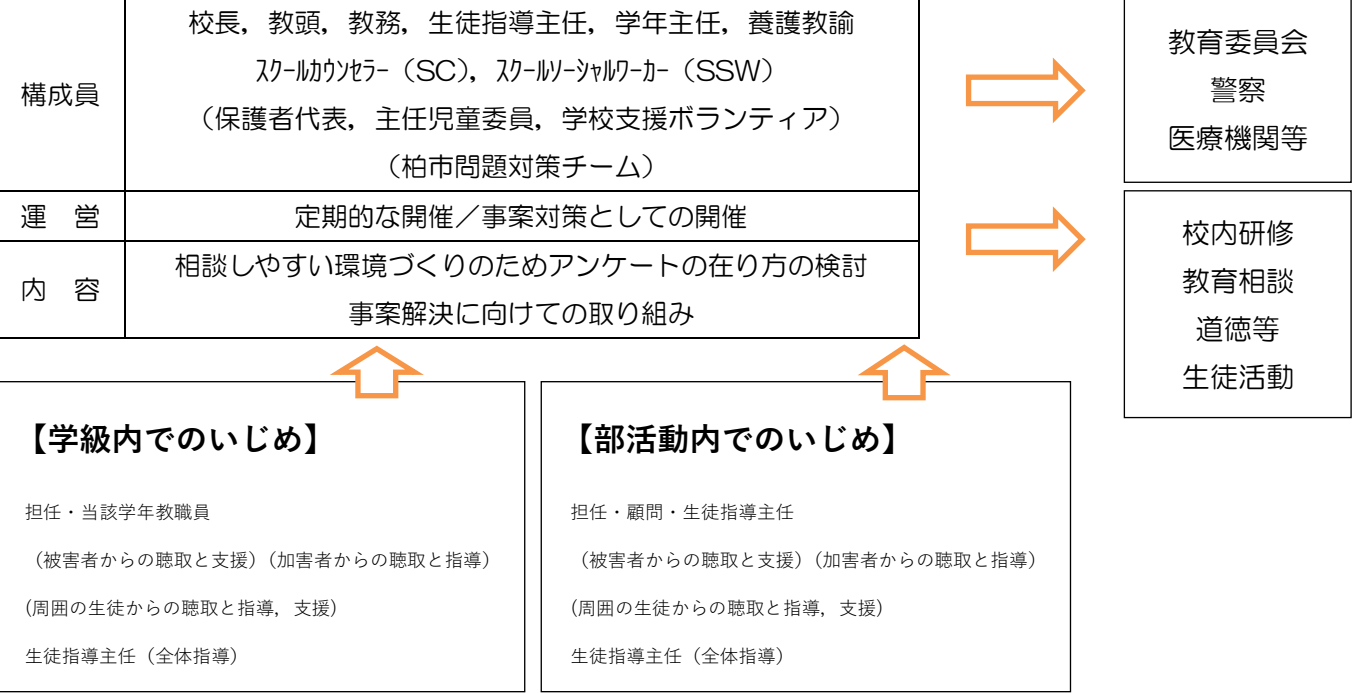 構成員
校長，教頭，教務，生徒指導主任，学年主任，養護教諭
ｽｸｰﾙｶｳﾝｾﾗｰ（SC），ｽｸｰﾙｿｰｼｬﾙﾜｰｶｰ（SSW）
（保護者代表，主任児童委員，学校支援ボランティア）
（柏市問題対策チーム）
運　営
定期的な開催／事案対策としての開催
内　容
相談しやすい環境づくりのためアンケートの在り方の検討
事案解決に向けての取り組み
教育委員会
警察
医療機関等
校内研修
教育相談
道徳等
生徒活動
【学級内でのいじめ】
担任・当該学年教職員
（被害者からの聴取と支援）（加害者からの聴取と指導）
(周囲の生徒からの聴取と指導，支援)
生徒指導主任（全体指導）
【部活動内でのいじめ】
担任・顧問・生徒指導主任
（被害者からの聴取と支援）（加害者からの聴取と指導）
(周囲の生徒からの聴取と指導，支援)
生徒指導主任（全体指導）